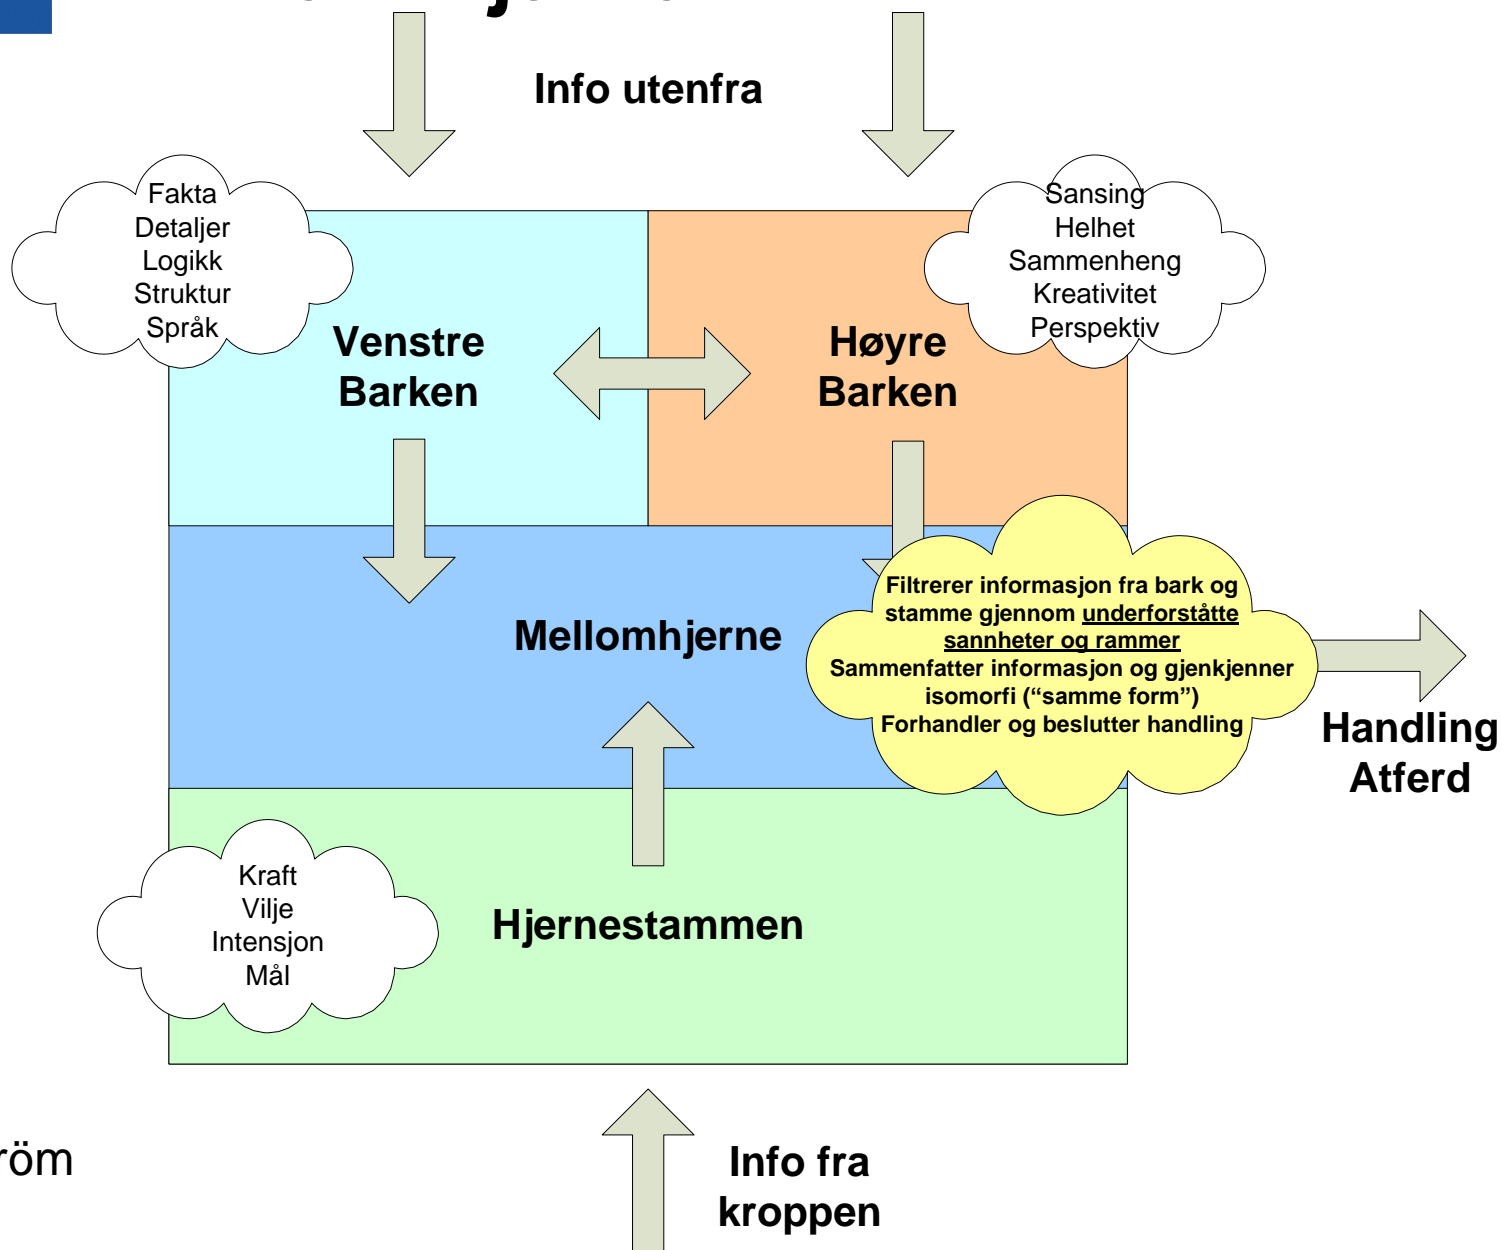 Info utenfra
Fakta
Detaljer
Logikk
Struktur
Språk
Sansing
Helhet
Sammenheng
Kreativitet
Perspektiv
Venstre
Barken
Høyre
Barken
Mellomhjerne
Filtrerer informasjon fra bark og
stamme gjennom underforståtte
sannheter og rammer
Sammenfatter informasjon og gjenkjenner
isomorfi (“samme form”)
Forhandler og beslutter handling
Handling
Atferd
Kraft
Vilje
Intensjon
Mål
Hjernestammen
röm
Info fra
kroppen